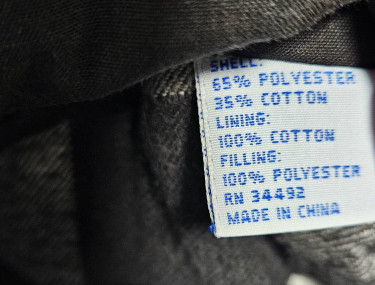 SHELL:
65% POLYESTER
35% COTTON
LINING:
100% COTTON
FILLING:
100% POLYESTER
RN 34492
MADE IN CHINA